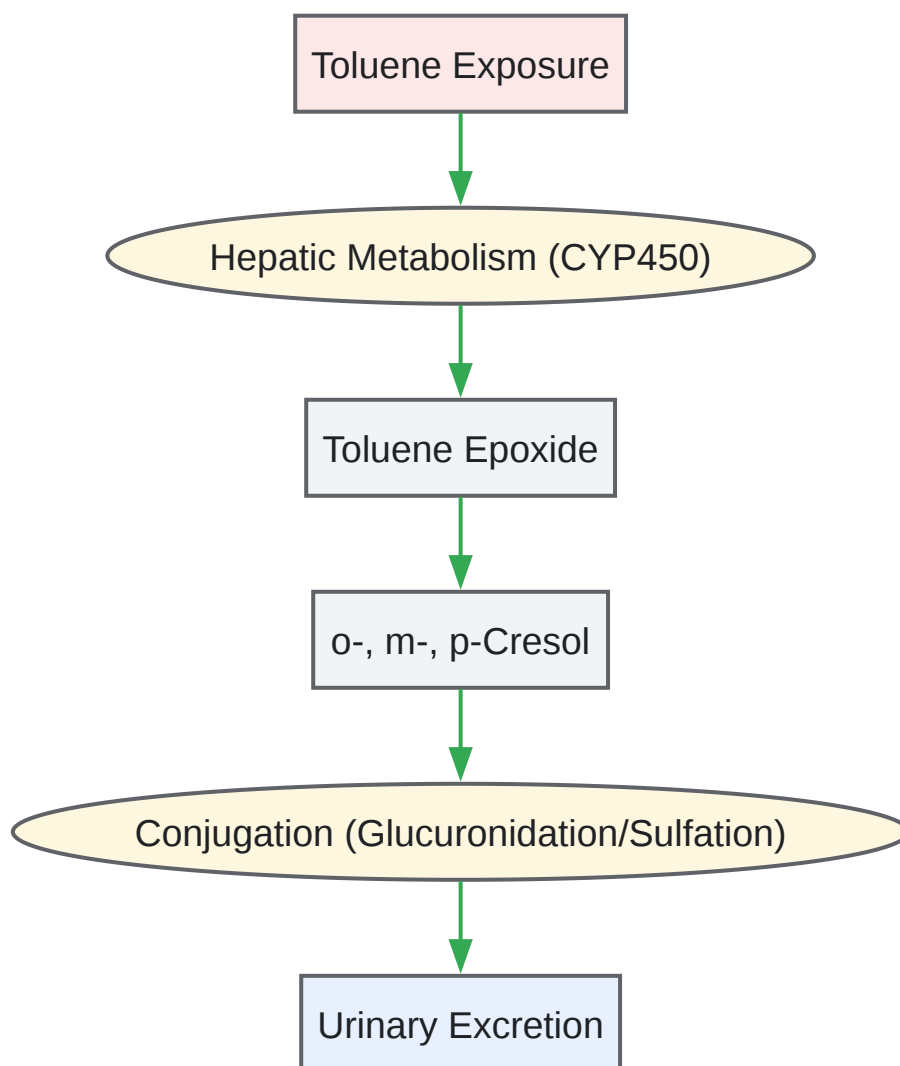 Toluene Exposure
Hepatic Metabolism (CYP450)
Toluene Epoxide
o-, m-, p-Cresol
Conjugation (Glucuronidation/Sulfation)
Urinary Excretion